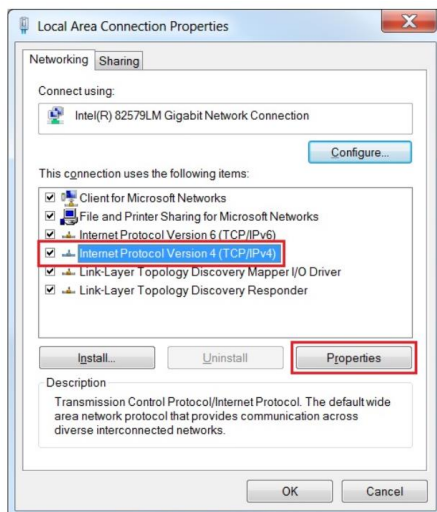 Local Area Connection Properties
Networking
Sharing
Connect using:
Intel(R) 82579LM Gigabit Network Connection
Configure...
This connection uses the following items:
Client for Microsoft Networks
File and Printer Sharing for Microsoft Networks
Internet Protocol Version 6 (TCP/IPv6)
Internet Protocol Version 4 (TCP/IPv4)
Link-Layer Topology Discovery Mapper I/O Driver
Link-Layer Topology Discovery Responder
Install...
Uninstall
Properties
Description
Transmission Control Protocol/Internet Protocol. The default wide
area network protocol that provides communication across
diverse interconnected networks.
OK
Cancel